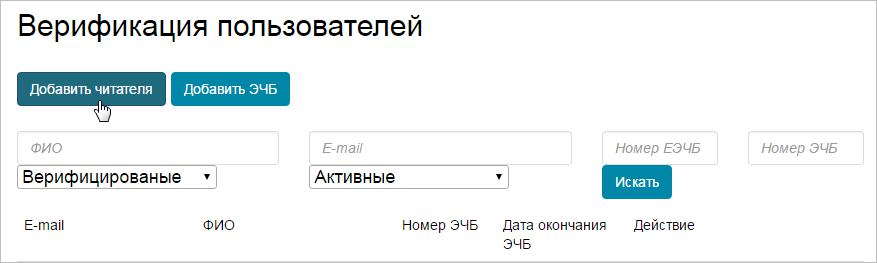 Верификация пользователей
Добавить читателя Добавить ЭЧБ
ФИО E-mail Номер ЕЭЧБ Номер ЭЧБ
Верифицированые Активные Искать
E-mail ФИО Номер ЭЧБ Дата окончания Действие
ЭЧБ